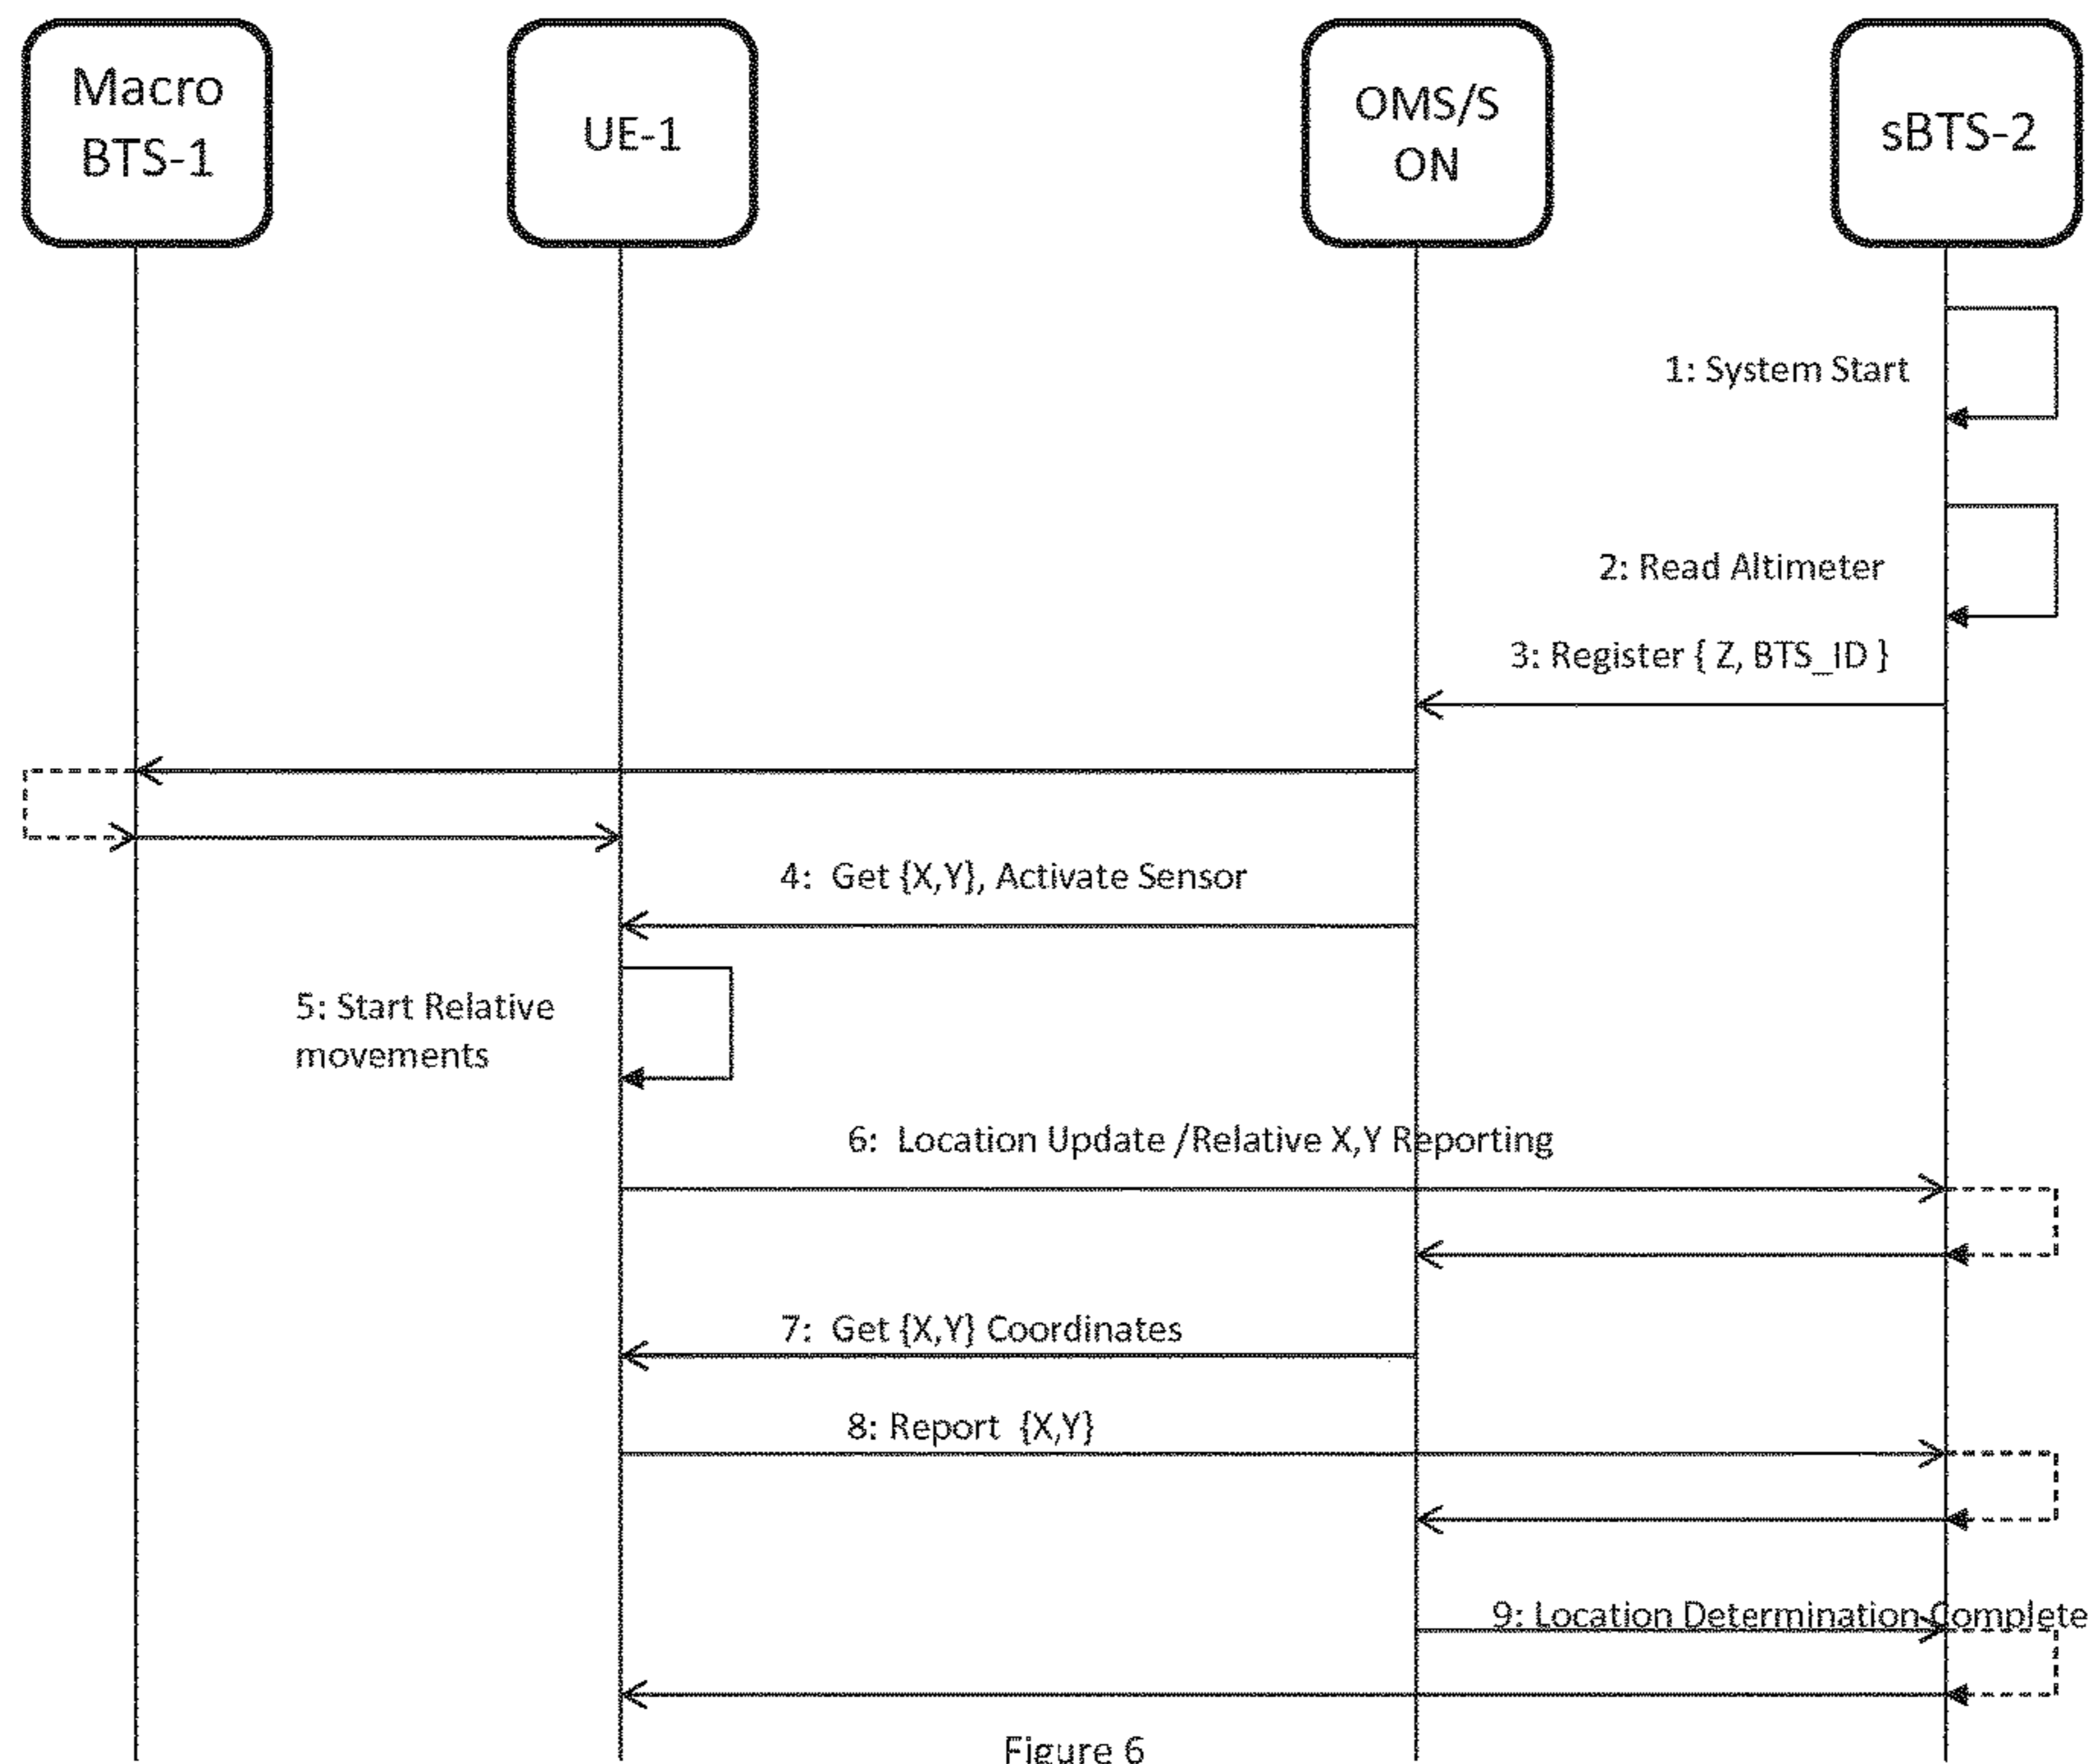 Macro
BTS-1
UE-1
OMS/S
ON
sBTS-2
1: System Start
2: Read Altimeter
3: Register { Z, BTS_ID }
4: Get {X,Y}, Activate Sensor
5: Start Relative
movements
6: Location Update /Relative X,Y Reporting
7: Get {X,Y} Coordinates
8: Report {X,Y}
9: Location Determination Complete
Figure 6